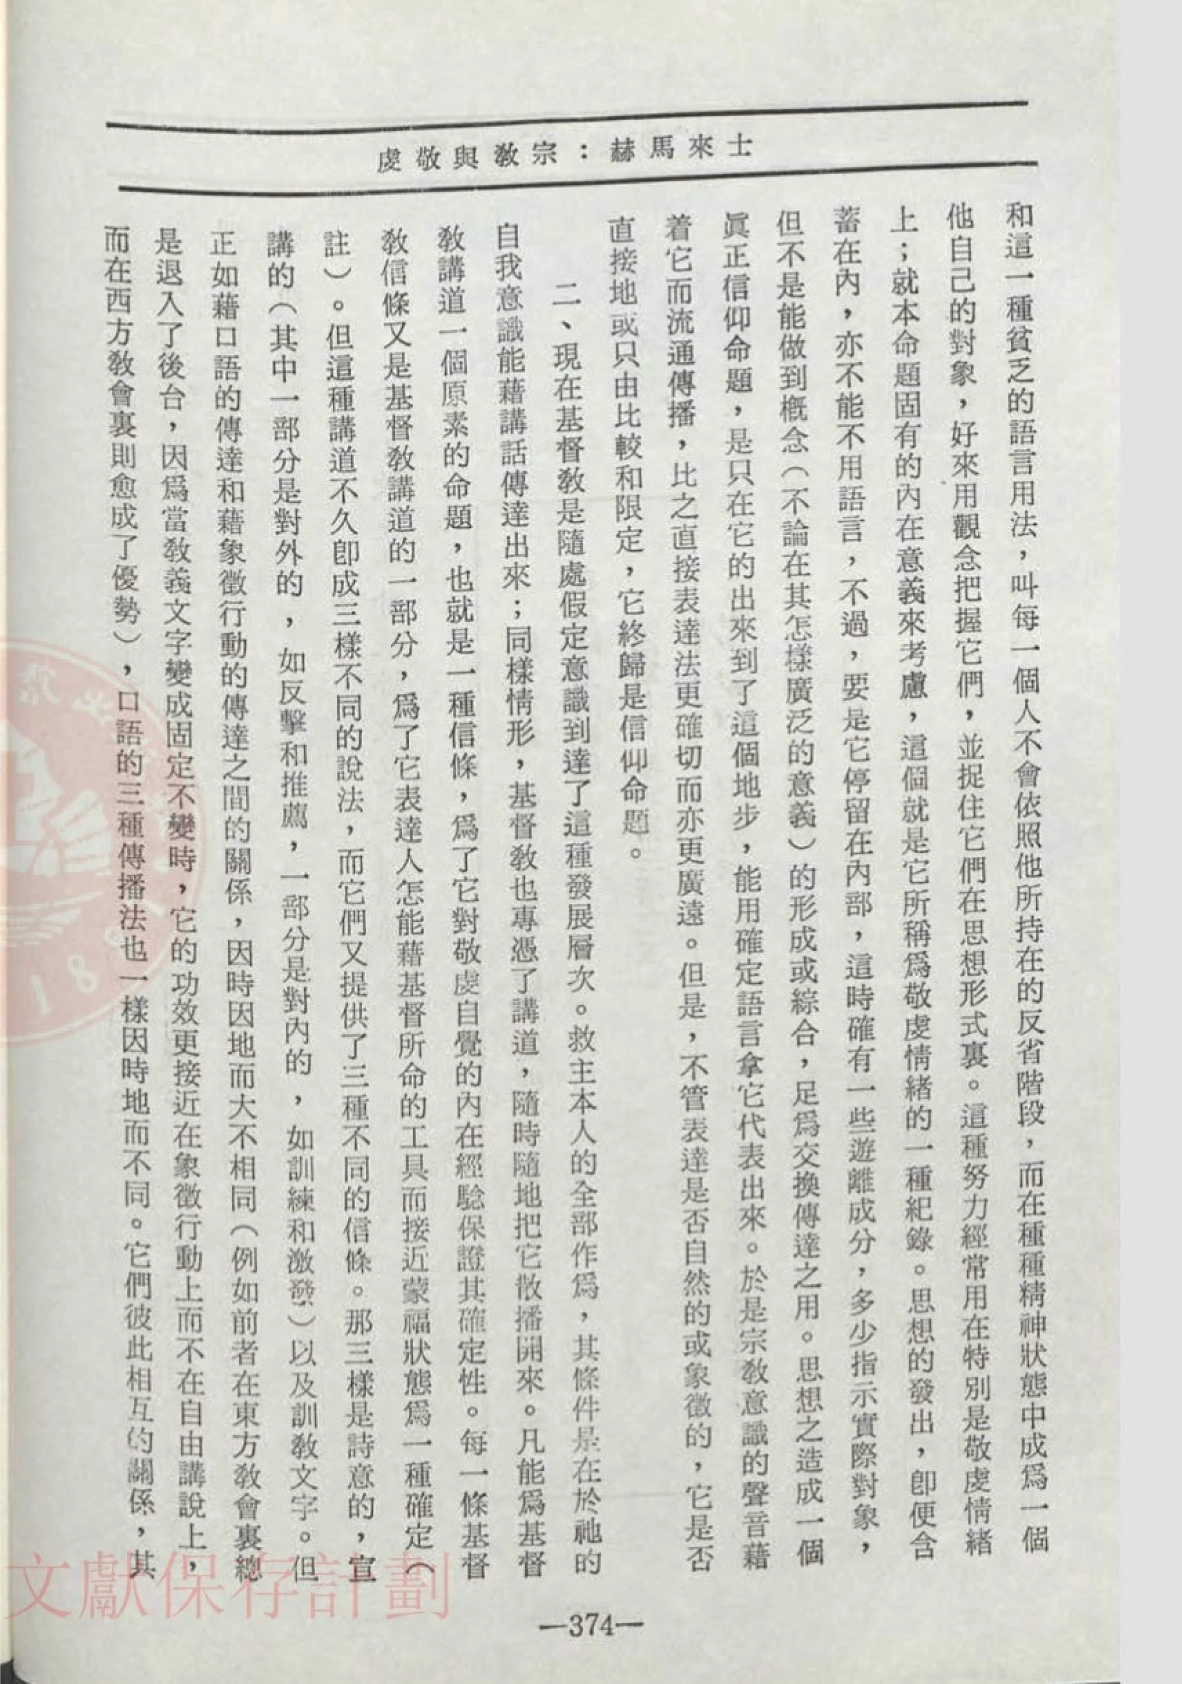 士來馬赫：宗敎與敬虔
和這一種貧乏的語言用法，叫每一個人不會依照他所持在的反省階段，而在種種精神狀態中成爲一個
他自己的對象，好來用觀念把握它們，並捉住它們在思想形式裏。這種努力經常用在特別是敬虔情緒
上；就本命題固有的內在意義來考慮，這個就是它所稱爲敬虔情緒的一種紀錄。思想的發出，卽便含
蓄在內，亦不能不用語言，不過，要是它停留在內部，這時確有一些遊離成分，多少指示實際對象，
但不是能做到概念（不論在其怎樣廣泛的意義）的形成或綜合，足爲交換傳達之用。思想之造成一個
眞正信仰命題，是只在它的出來到了這個地步，能用確定語言拿它代表出來。於是宗敎意識的聲音藉
着它而流通傳播，比之直接表達法更確切而亦更廣遠。但是，不管表達是否自然的或象徵的，它是否
直接地或只由比較和限定，它終歸是信仰命題。
二、現在基督敎是隨處假定意識到達了這種發展層次。救主本人的全部作爲，其條件是在於祂的
自我意識能藉講話傳達出來；同樣情形，基督敎也專憑了講道，隨時隨地把它散播開來。凡能爲基督
敎講道一個原素的命題，也就是一種信條，爲了它對敬虔自覺的內在經驗保證其確定性。每一條基督
敎信條又是基督敎講道的一部分，爲了它表達人怎能藉基督所命的工具而接近蒙福狀態爲一種確定（
註）。但這種講道不久卽成三樣不同的說法，而它們又提供了三種不同的信條。那三樣是詩意的，宣
講的（其中一部分是對外的，如反擊和推薦，一部分是對內的，如訓練和激發）以及訓敎文字。但
正如藉口語的傳達和藉象徵行動的傳達之間的關係，因時因地而大不相同（例如前者在東方敎會裏總
是退入了後台，因爲當敎義文字變成固定不變時，它的功效更接近在象徵行動上而不在自由講說上，
而在西方敎會裏則愈成了優勢），口語的三種傳播法也一樣因時地而不同。它們彼此相互的關係，其
—374—
文獻保存計劃